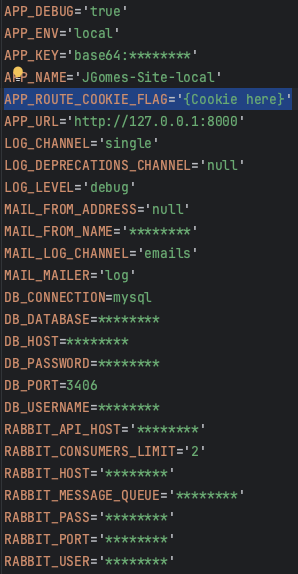 APP_DEBUG='true'
APP_ENV='local'
APP_KEY='base64:********'
APP_NAME='JGomes-Site-local'
APP_ROUTE_COOKIE_FLAG='{Cookie here}'
APP_URL='http://127.0.0.1:8000'
LOG_CHANNEL='single'
LOG_DEPRECATIONS_CHANNEL='null'
LOG_LEVEL='debug'
MAIL_FROM_ADDRESS='null'
MAIL_FROM_NAME='********'
MAIL_LOG_CHANNEL='emails'
MAIL_MAILER='log'
DB_CONNECTION=mysql
DB_DATABASE=********
DB_HOST=********
DB_PASSWORD=********
DB_PORT=3406
DB_USERNAME=********
RABBIT_API_HOST='********'
RABBIT_CONSUMERS_LIMIT='2'
RABBIT_HOST='********'
RABBIT_MESSAGE_QUEUE='********'
RABBIT_PASS='********'
RABBIT_PORT='********'
RABBIT_USER='********'